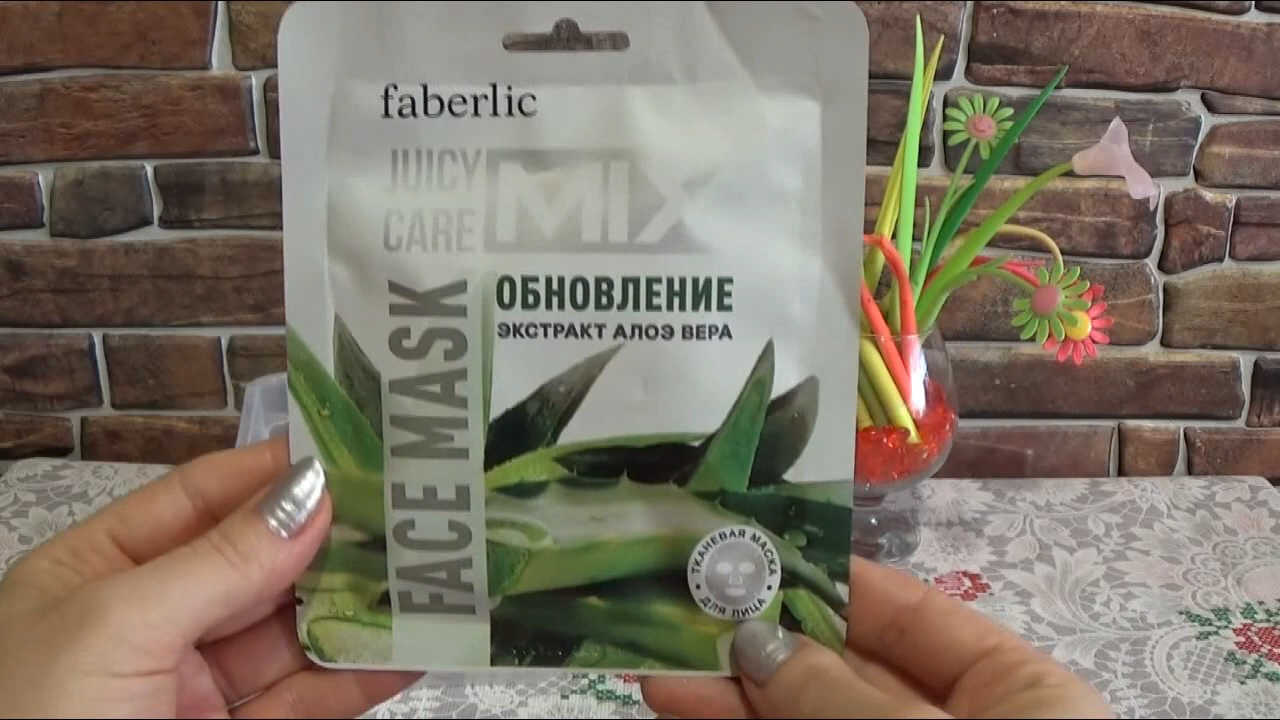 faberlic
JUICY
CARE
MIX
FACE MASK
ОБНОВЛЕНИЕ
ЭКСТРАКТ АЛОЭ ВЕРА
ТКАНЕВАЯ МАСКА
ДЛЯ ЛИЦА